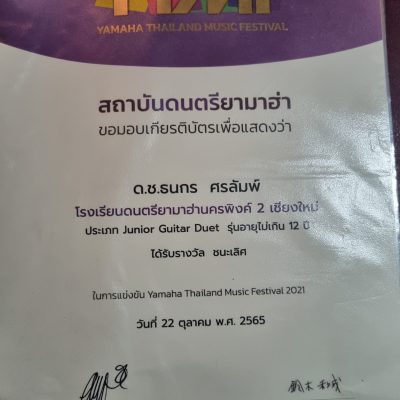 YAMAHA THAILAND MUSIC FESTIVAL
สถาบันดนตรียามาฮ่า
ขอมอบเกียรติบัตรเพื่อแสดงว่า
ด.ช.ธนกร ศรลัมพ์
โรงเรียนดนตรียามาฮ่านครพิงค์ 2 เชียงใหม่
ประเภท Junior Guitar Duet รุ่นอายุไม่เกิน 12 ปี
ได้รับรางวัล ชนะเลิศ
ในการแข่งขัน Yamaha Thailand Music Festival 2021
วันที่ 22 ตุลาคม พ.ศ. 2565